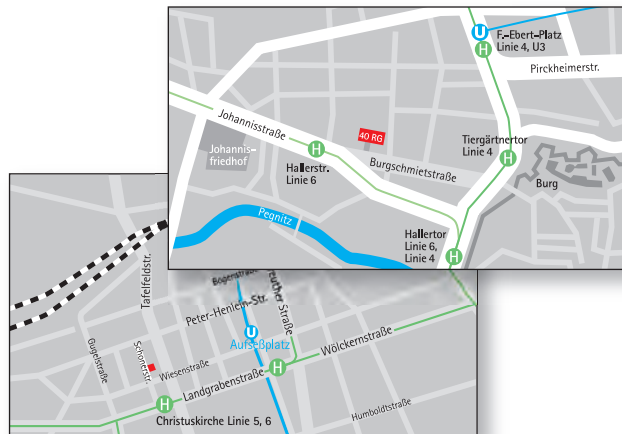 U
F.-Ebert-Platz
Linie 4, U3
H
Pirckheimerstr.
Johannisstraße
40 RG
Tiergärtnertor
Linie 4
H
Johannis-
friedhof
H
Hallerstr.
Linie 6
Burgschmietstraße
Burg
Pegnitz
Hallertor
Linie 6,
Linie 4
H
Tafelfeldstr.
Peter-Henlein-Str.
Straße
U
Aufseßplatz
Gugelstraße
Schonerstr.
Wiesenstraße
Wölckernstraße
H
Landgrabenstraße
H
Christuskirche Linie 5, 6
Humboldtstraße